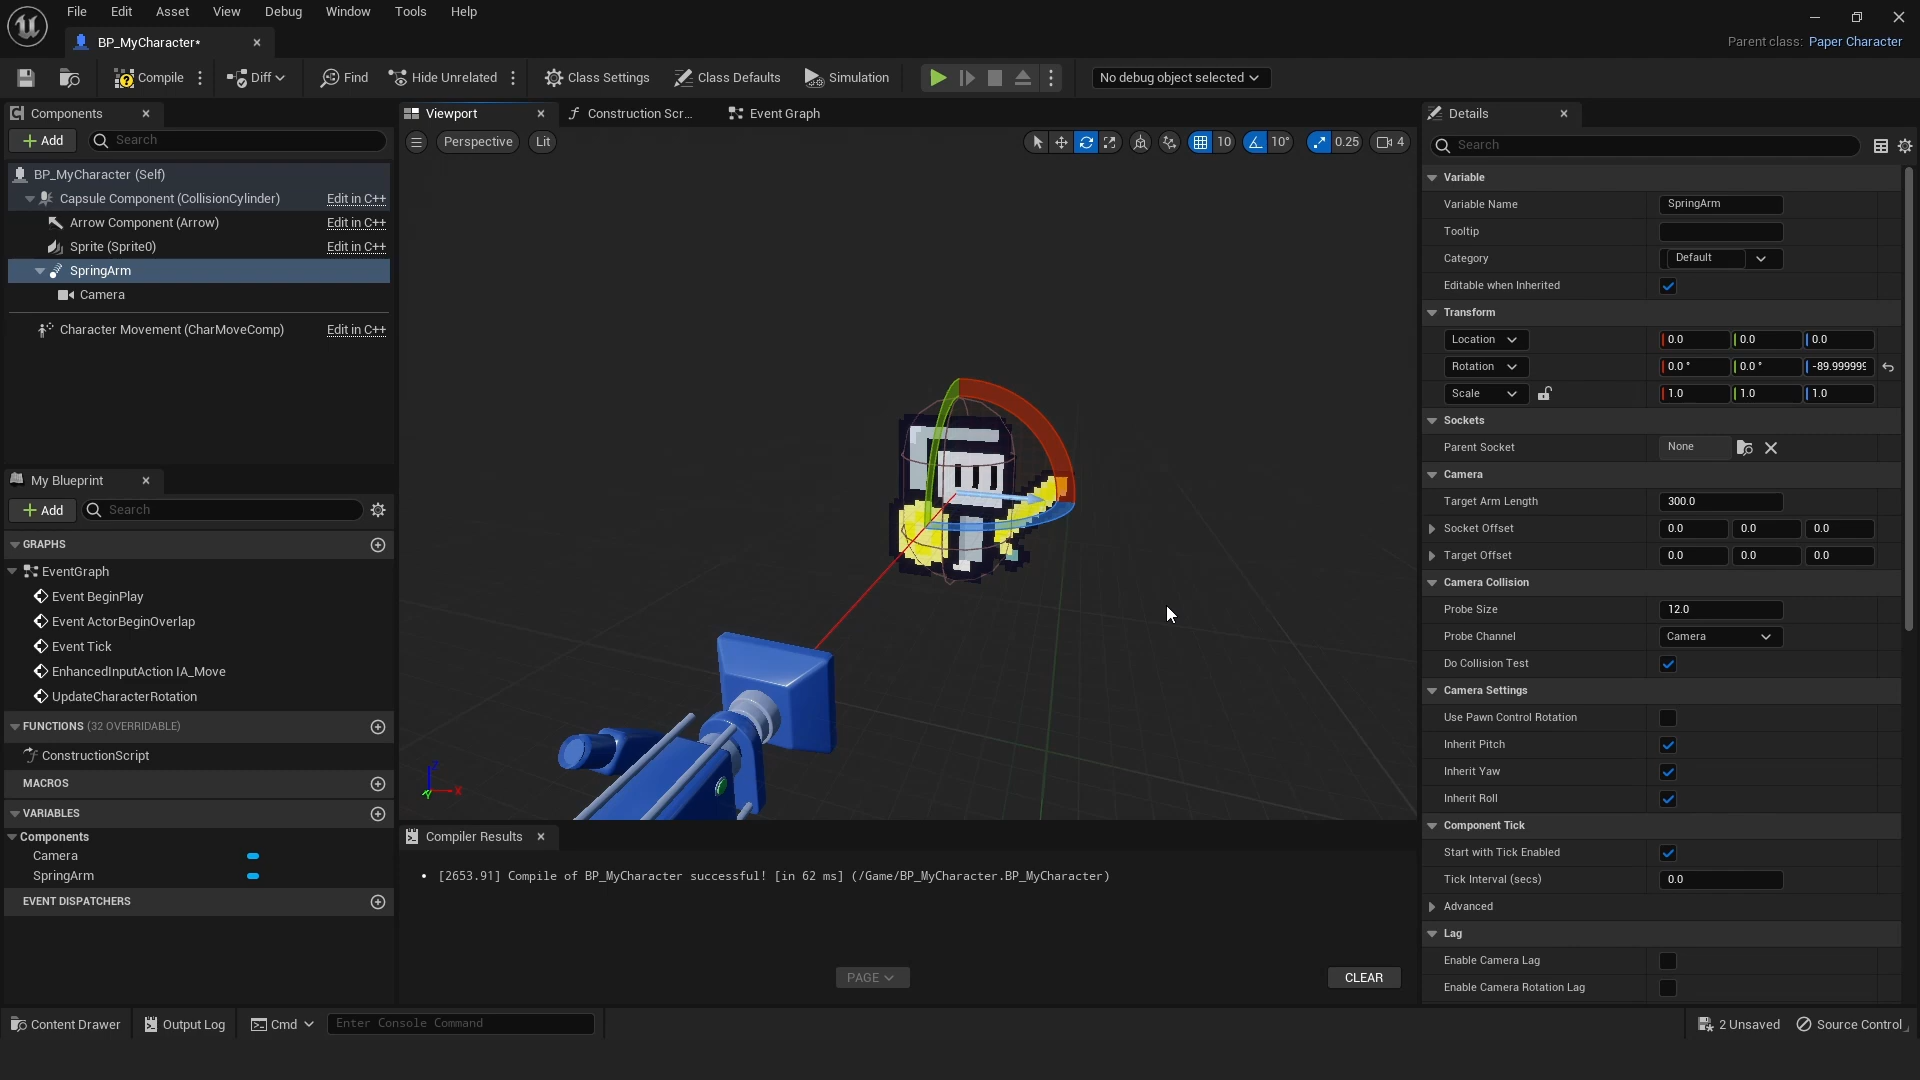 File Edit Asset View Debug Window Tools Help
BP_MyCharacter*
Parent class: Paper Character
Compile Diff Find Hide Unrelated Class Settings Class Defaults Simulation No debug object selected
Components
Add Search
BP_MyCharacter (Self)
Capsule Component (CollisionCylinder) Edit in C++
Arrow Component (Arrow) Edit in C++
Sprite (Sprite0) Edit in C++
SpringArm
Camera
Character Movement (CharMoveComp) Edit in C++
My Blueprint
Add Search
GRAPHS
EventGraph
Event BeginPlay
Event ActorBeginOverlap
Event Tick
EnhancedInputAction IA_Move
UpdateCharacterRotation
FUNCTIONS (32 OVERRIDABLE)
ConstructionScript
MACROS
VARIABLES
Components
Camera
SpringArm
EVENT DISPATCHERS
Viewport Construction Scr... Event Graph
Perspective Lit 10 10° 0.25 4
Z
X
Y
Compiler Results
• [2653.91] Compile of BP_MyCharacter successful! [in 62 ms] (/Game/BP_MyCharacter.BP_MyCharacter)
PAGE CLEAR
Details
Search
Variable
Variable Name SpringArm
Tooltip
Category Default
Editable when Inherited
Transform
Location 0.0 0.0 0.0
Rotation 0.0 ° 0.0 ° -89.999999
Scale 1.0 1.0 1.0
Sockets
Parent Socket None
Camera
Target Arm Length 300.0
Socket Offset 0.0 0.0 0.0
Target Offset 0.0 0.0 0.0
Camera Collision
Probe Size 12.0
Probe Channel Camera
Do Collision Test
Camera Settings
Use Pawn Control Rotation
Inherit Pitch
Inherit Yaw
Inherit Roll
Component Tick
Start with Tick Enabled
Tick Interval (secs) 0.0
Advanced
Lag
Enable Camera Lag
Enable Camera Rotation Lag
Content Drawer Output Log Cmd Enter Console Command 2 Unsaved Source Control